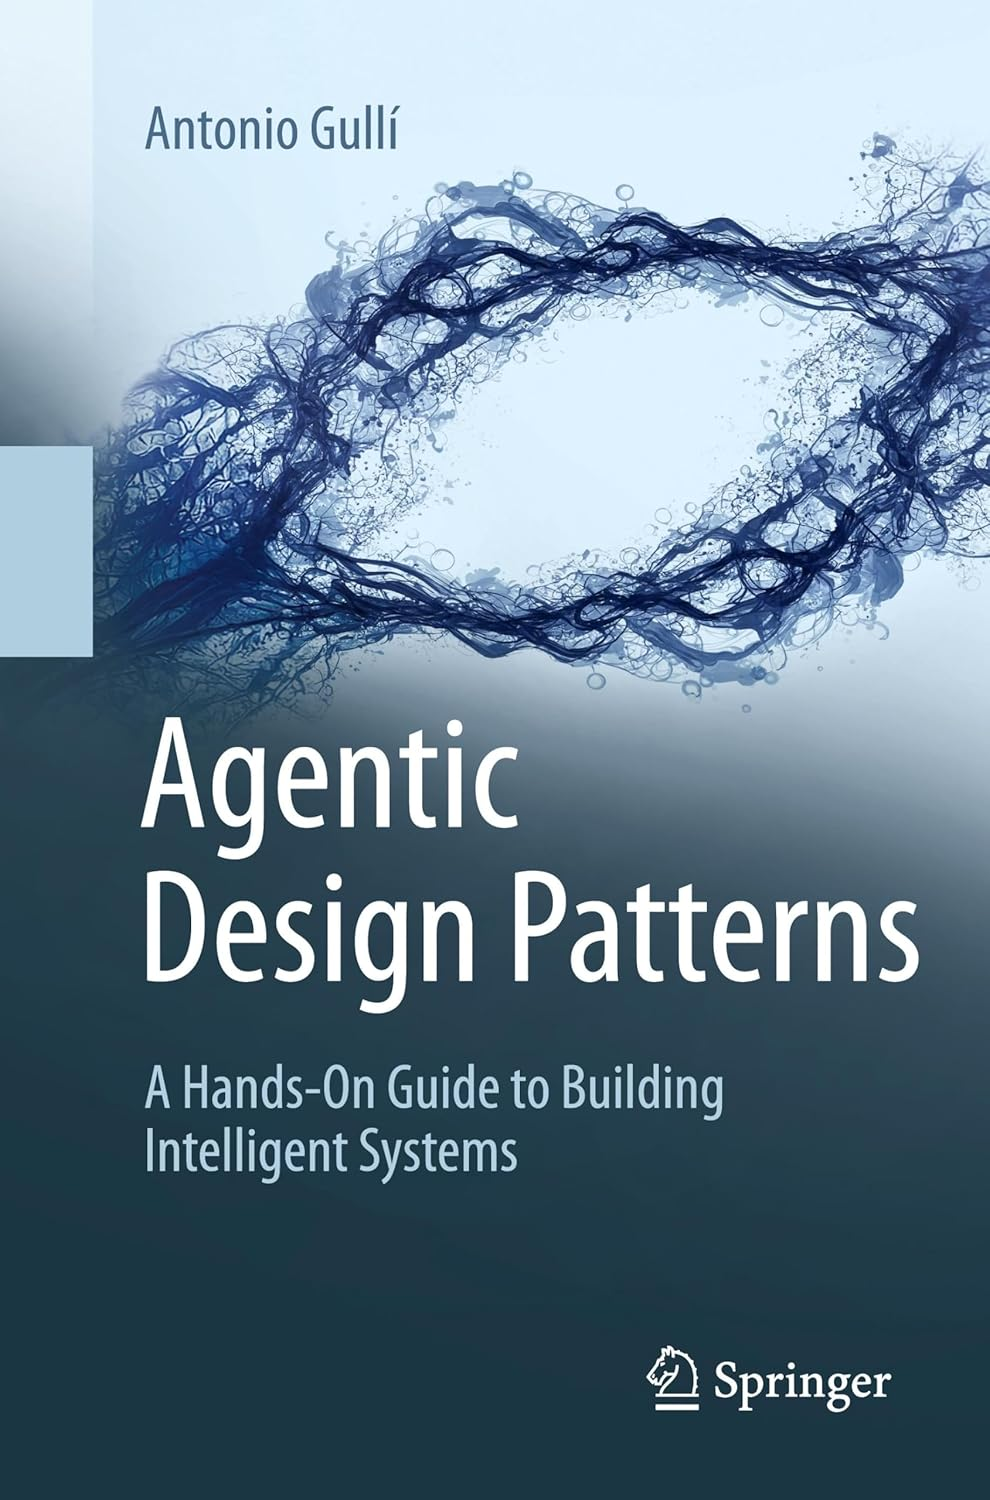 Antonio Gullí
Agentic
Design Patterns
A Hands-On Guide to Building
Intelligent Systems
Springer